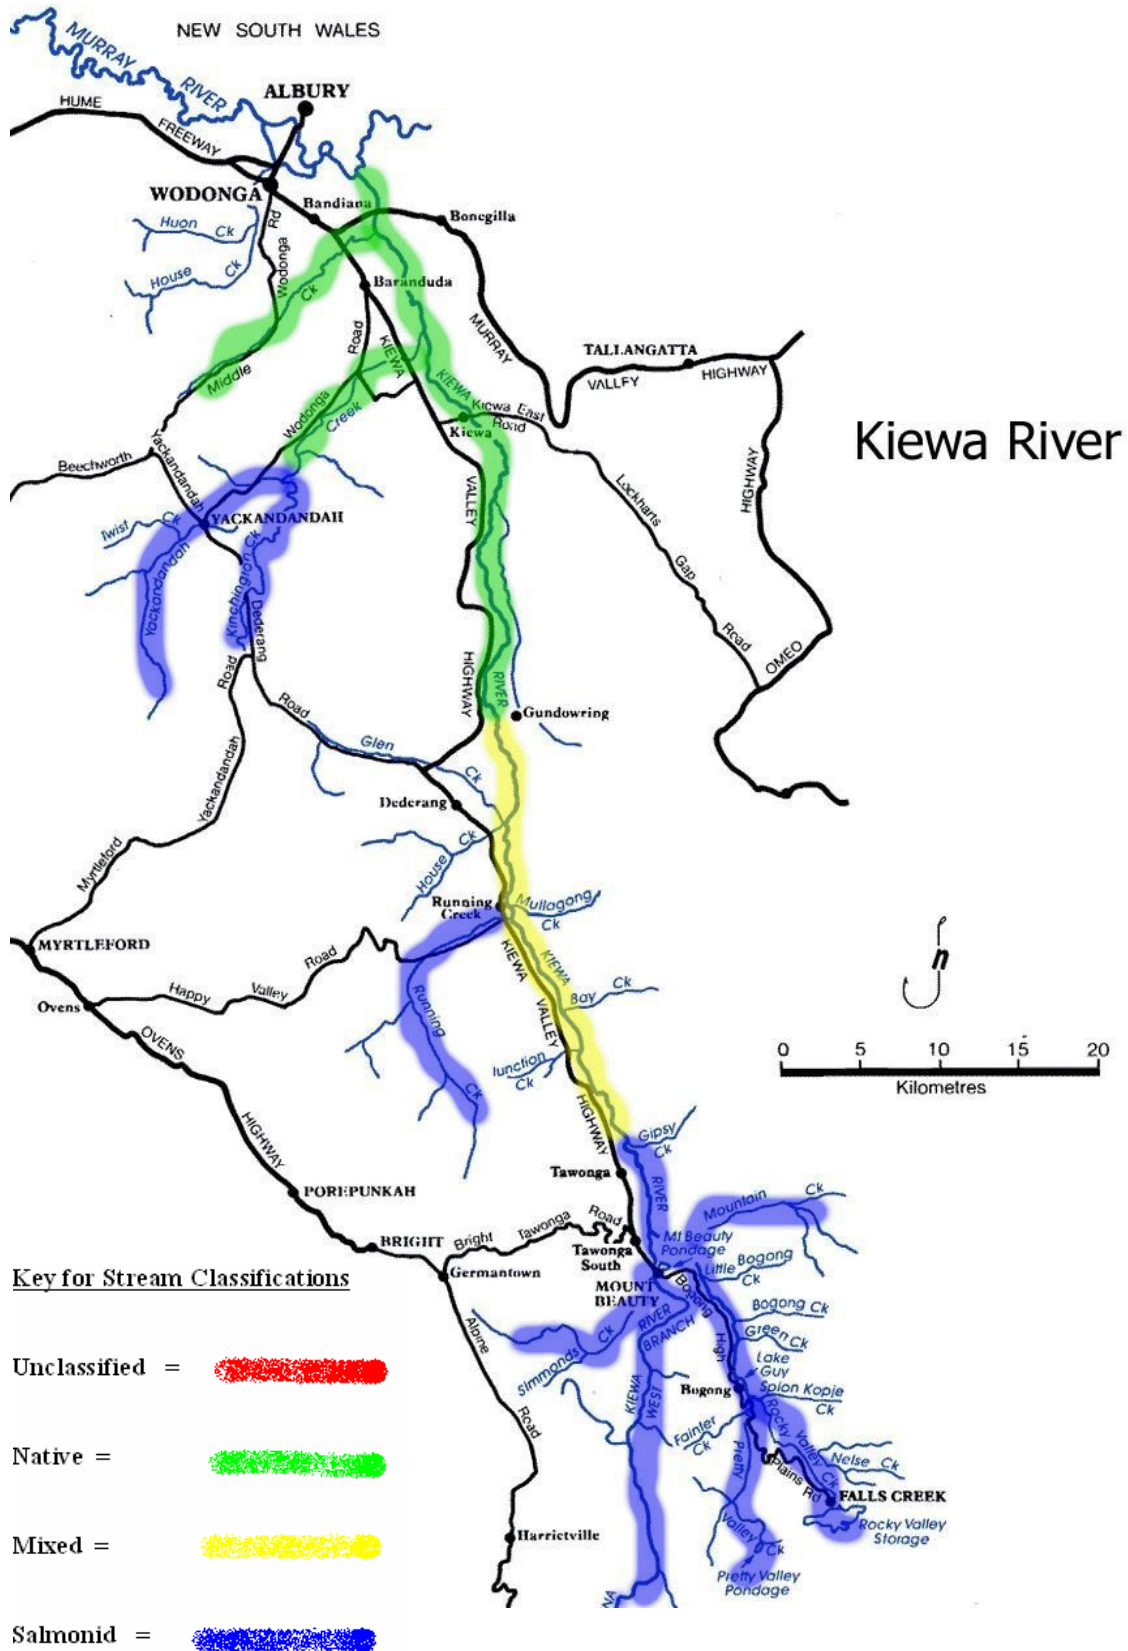 NEW SOUTH WALES
MURRAY
RIVER
ALBURY
HUME
FREEWAY
WODONGA
Bandiana
Bonegilla
Huon Ck
Rd
Wodonga
House Ck
Ck
Baranduda
Road
KIEWA
MURRAY
TALLANGATTA
VALLEY
HIGHWAY
Middle
KIEWA
Kiewa East
Road
Wodonga
Creek
Kiewa
Kiewa River
Yackandandah
Beechworth
VALLEY
HIGHWAY
Lockharts
Gap
Road
Twist Ck
YACKANDANDAH
Yackandandah
Kinchington Ck
Dederang
Road
OMEO
HIGHWAY
RIVER
Gundowring
Road
Glen
Ck
Yackandandah
Dederang
Myrtleford
House
Ck
Running
Creek
Mullagong
Ck
MYRTLEFORD
Road
KIEWA
KIEWA
Happy
Valley
Bay
Ck
Ovens
n
OVENS
Running
VALLEY
0 5 10 15 20
Kilometres
Junction
Ck
Ck
HIGHWAY
HIGHWAY
Gipsy
Ck
Tawonga
RIVER
POREPUNKAH
Mountain
Ck
BRIGHT
Bright
Tawonga
Road
Mt Beauty
Pondage
Tawonga
South
Germantown
Key for Stream Classifications
MOUNT
BEAUTY
Bogong
Little Bogong
Ck
Bogong Ck
RIVER
BRANCH
High
Green Ck
Alpine
Ck
Simmonds
Lake
Guy
Unclassified =
KIEWA
WEST
Bogong
Spion Kopje
Ck
Road
Fainter
Ck
Rocky Valley Ck
Native =
Pretty
Plains Rd
Nelse Ck
FALLS CREEK
Valley
Ck
Rocky Valley
Storage
Harrietville
Mixed =
Pretty Valley
Pondage
Salmonid =